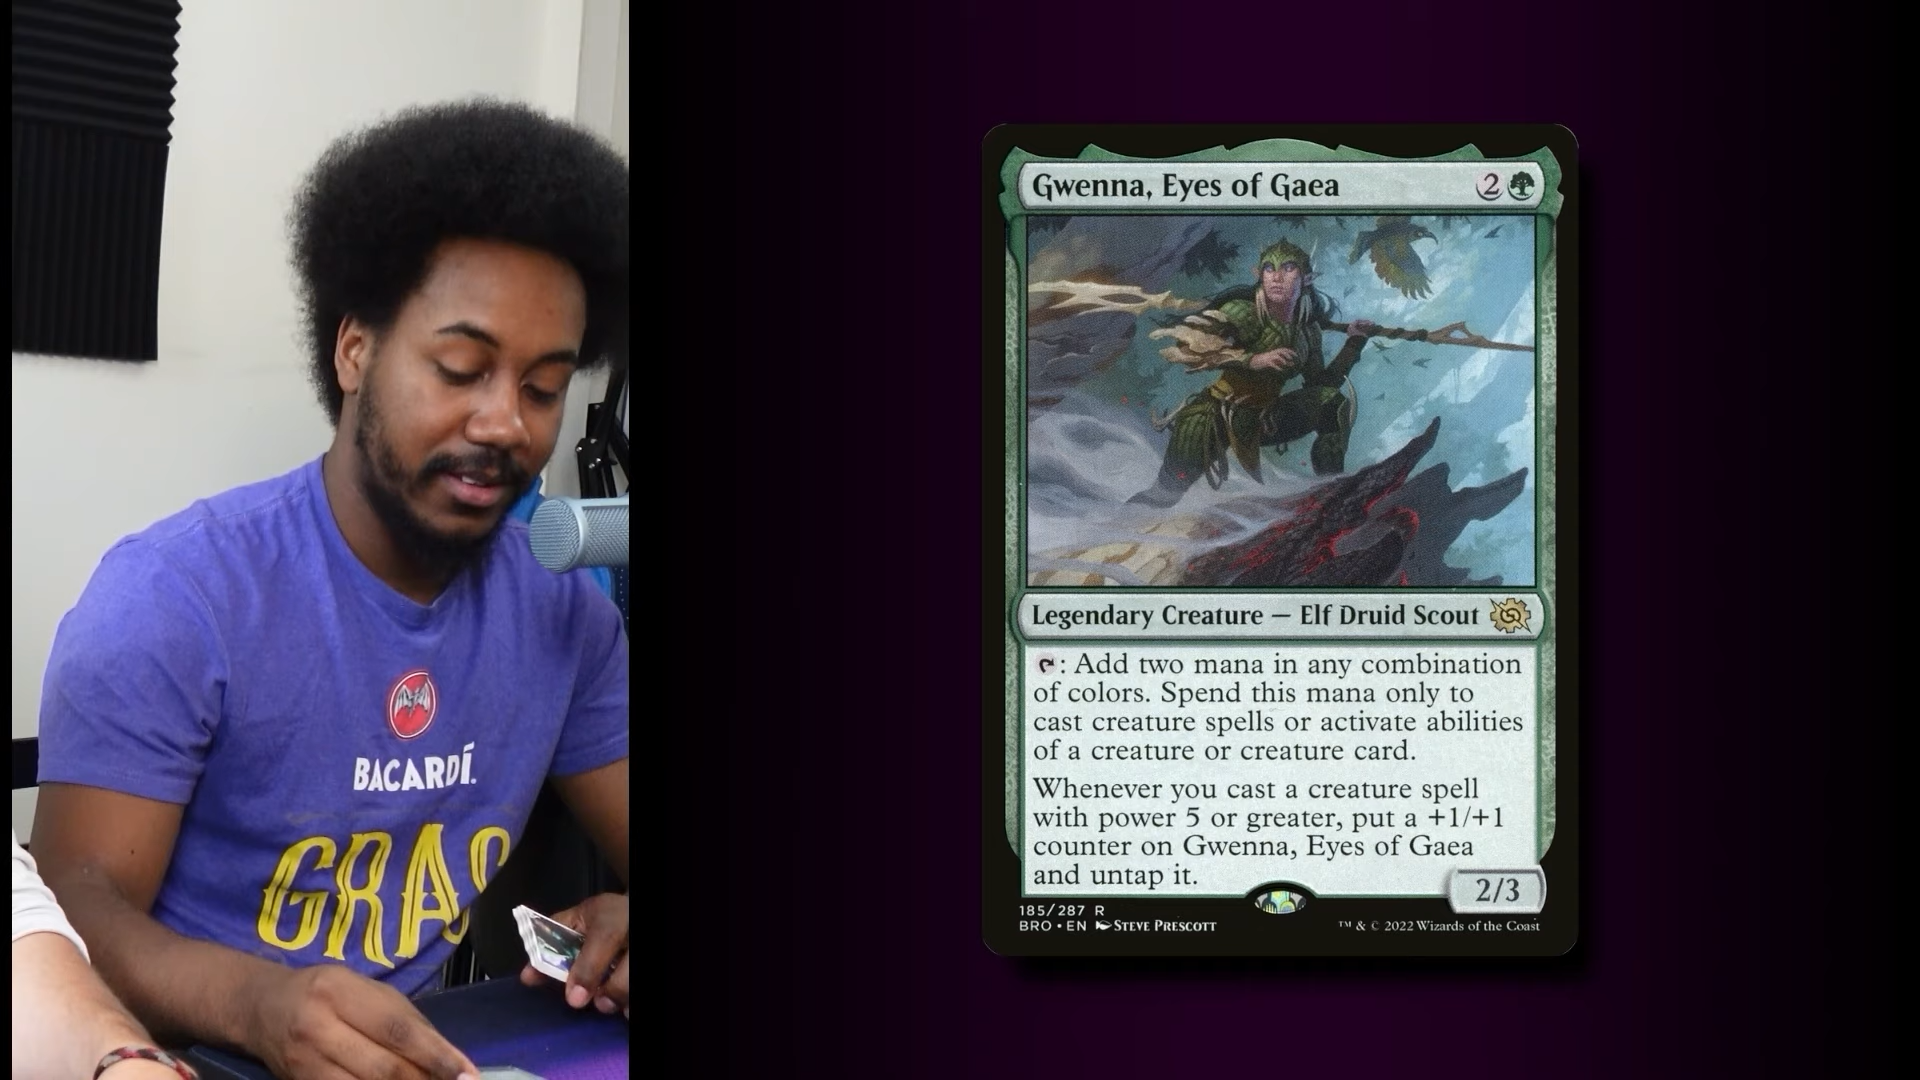 BACARDÍ.
GRAS
Gwenna, Eyes of Gaea
2
Legendary Creature — Elf Druid Scout
: Add two mana in any combination
of colors. Spend this mana only to
cast creature spells or activate abilities
of a creature or creature card.
Whenever you cast a creature spell
with power 5 or greater, put a +1/+1
counter on Gwenna, Eyes of Gaea
and untap it.
2/3
185/287 R
BRO • EN STEVE PRESCOTT
™ & © 2022 Wizards of the Coast